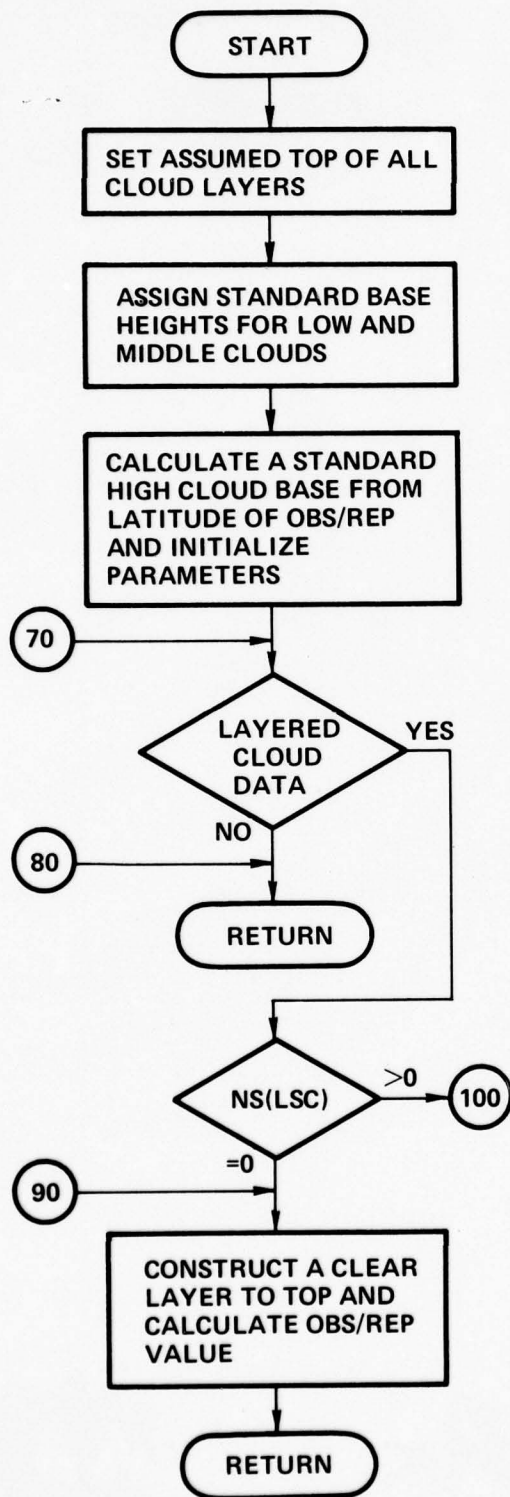 START
SET ASSUMED TOP OF ALL
CLOUD LAYERS
ASSIGN STANDARD BASE
HEIGHTS FOR LOW AND
MIDDLE CLOUDS
CALCULATE A STANDARD
HIGH CLOUD BASE FROM
LATITUDE OF OBS/REP
AND INITIALIZE
PARAMETERS
70
LAYERED
CLOUD
DATA
YES
NO
80
RETURN
NS(LSC)
>0
100
=0
90
CONSTRUCT A CLEAR
LAYER TO TOP AND
CALCULATE OBS/REP
VALUE
RETURN